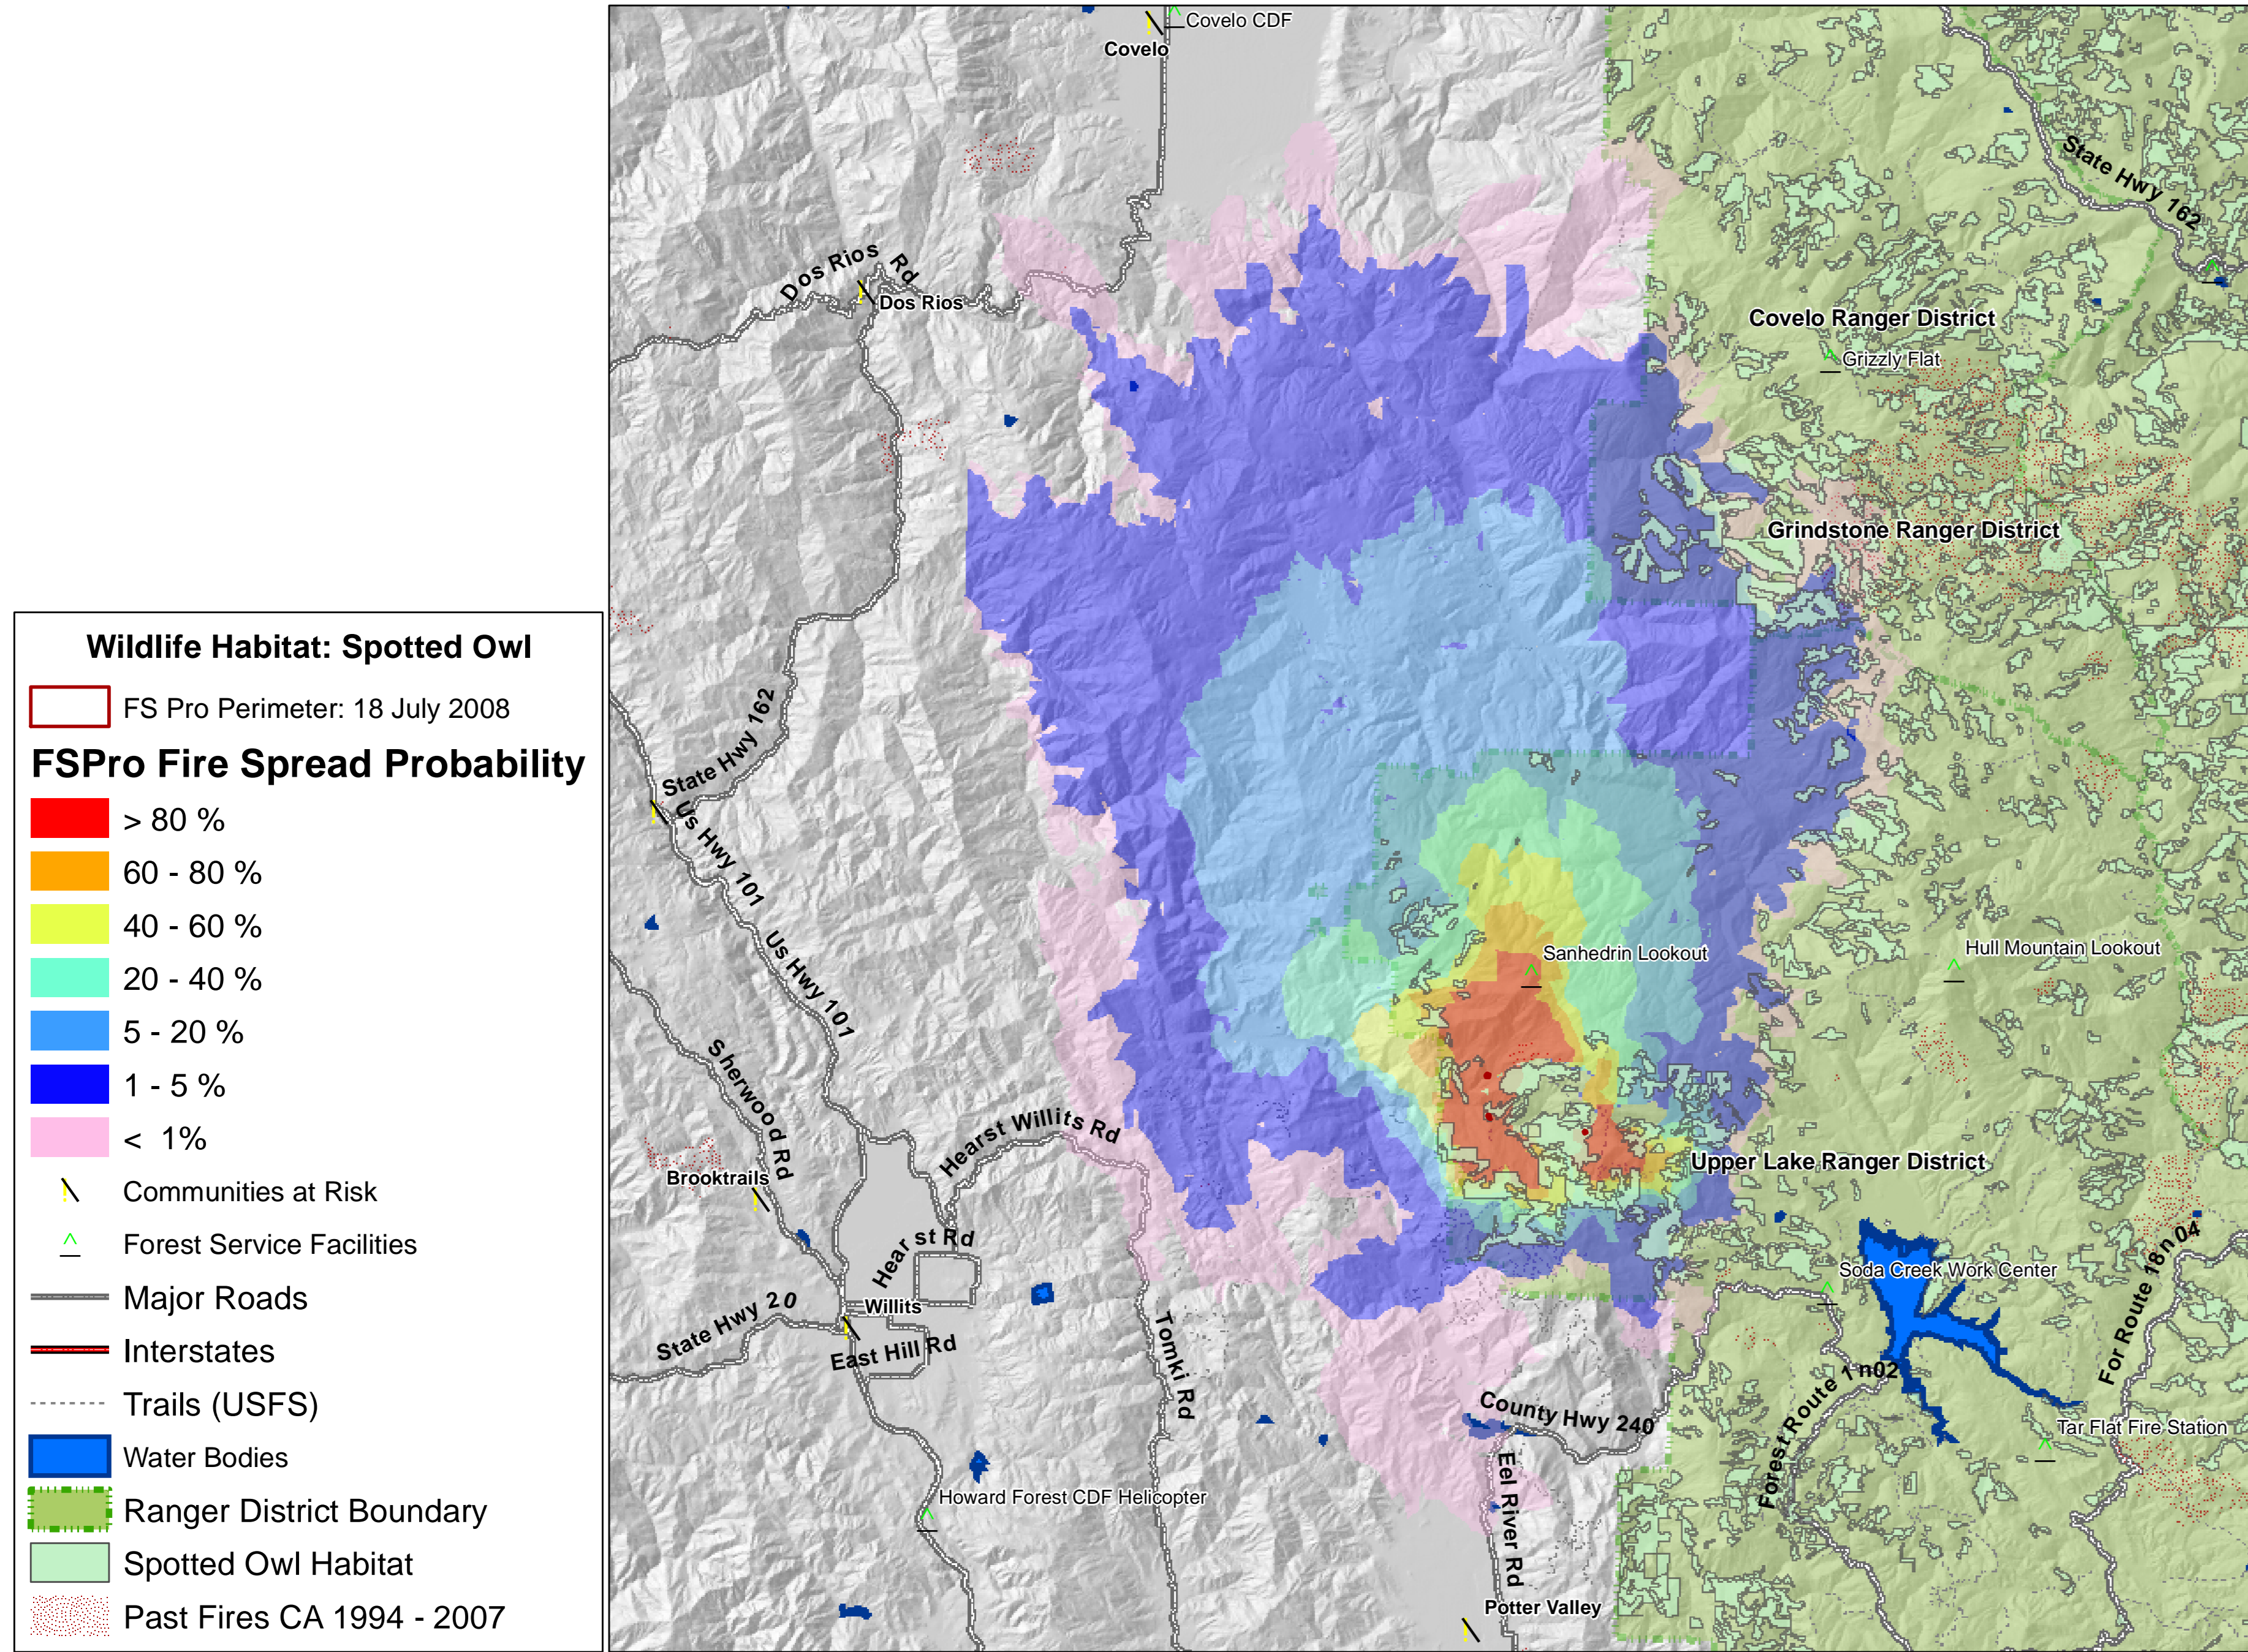 Wildlife Habitat: Spotted Owl
FS Pro Perimeter: 18 July 2008
FSPro Fire Spread Probability
> 80 %
60 - 80 %
40 - 60 %
20 - 40 %
5 - 20 %
1 - 5 %
< 1%
Communities at Risk
Forest Service Facilities
Major Roads
Interstates
Trails (USFS)
Water Bodies
Ranger District Boundary
Spotted Owl Habitat
Past Fires CA 1994 - 2007
Covelo CDF
Covelo
State Hwy 162
Dos Rios Rd
Dos Rios
Covelo Ranger District
Grizzly Flat
Grindstone Ranger District
State Hwy 162
Us Hwy 101
Us Hwy 101
Sanhedrin Lookout
Hull Mountain Lookout
Sherwood Rd
Hearst Willits Rd
Brooktrails
Upper Lake Ranger District
Hearst Rd
Soda Creek Work Center
For Route 18n04
State Hwy 20
Willits
East Hill Rd
Tomki Rd
County Hwy 240
Forest Route 1 n02
Tar Flat Fire Station
Eel River Rd
Howard Forest CDF Helicopter
Potter Valley